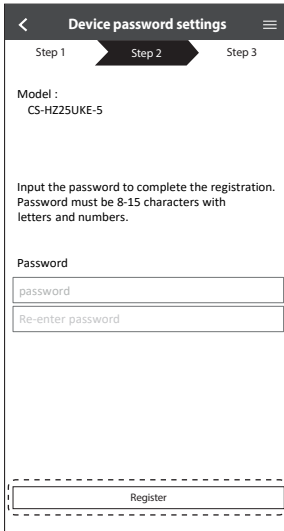 Device password settings
Step 1 Step 2 Step 3
Model :
CS-HZ25UKE-5
Input the password to complete the registration.
Password must be 8-15 characters with
letters and numbers.
Password
password
Re-enter password
Register